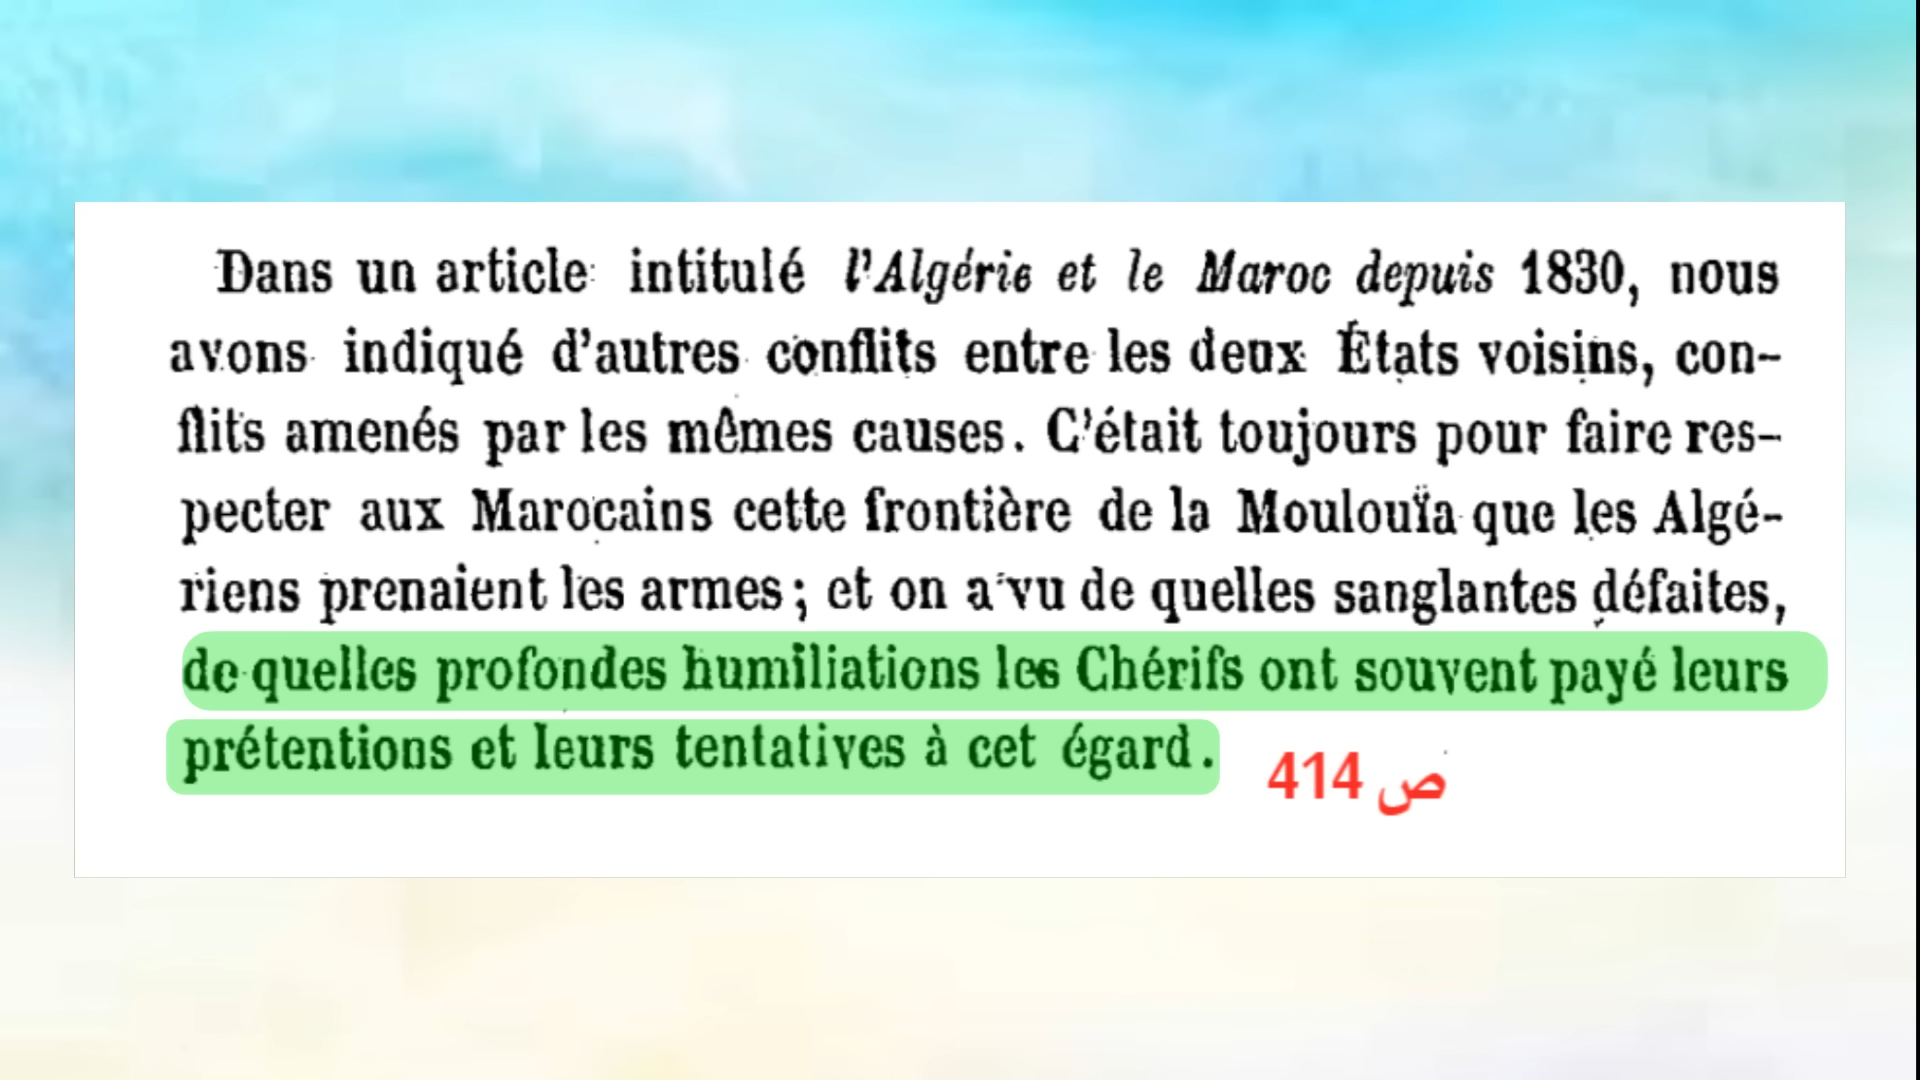 Dans un article intitulé l'Algérie et le Maroc depuis 1830, nous
avons indiqué d'autres conflits entre les deux États voisins, con-
flits amenés par les mêmes causes. C'était toujours pour faire res-
pecter aux Marocains cette frontière de la Moulouïa que les Algé-
riens prenaient les armes ; et on a vu de quelles sanglantes défaites,
de quelles profondes humiliations les Chérifs ont souvent payé leurs
prétentions et leurs tentatives à cet égard.
ص 414